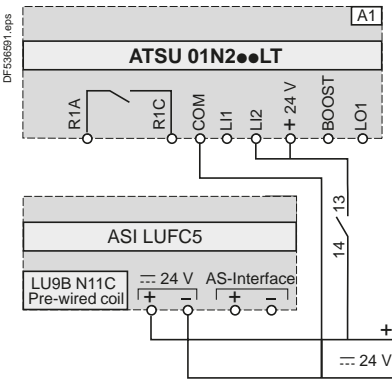 DF536591.eps
A1
ATSU 01N2●●LT
R1A
R1C
COM
LI1
LI2
+ 24 V
BOOST
LO1
13
14
ASI LUFC5
LU9B N11C
Pre-wired coil
⎓ 24 V AS-Interface
+ − + −
+
⎓ 24 V